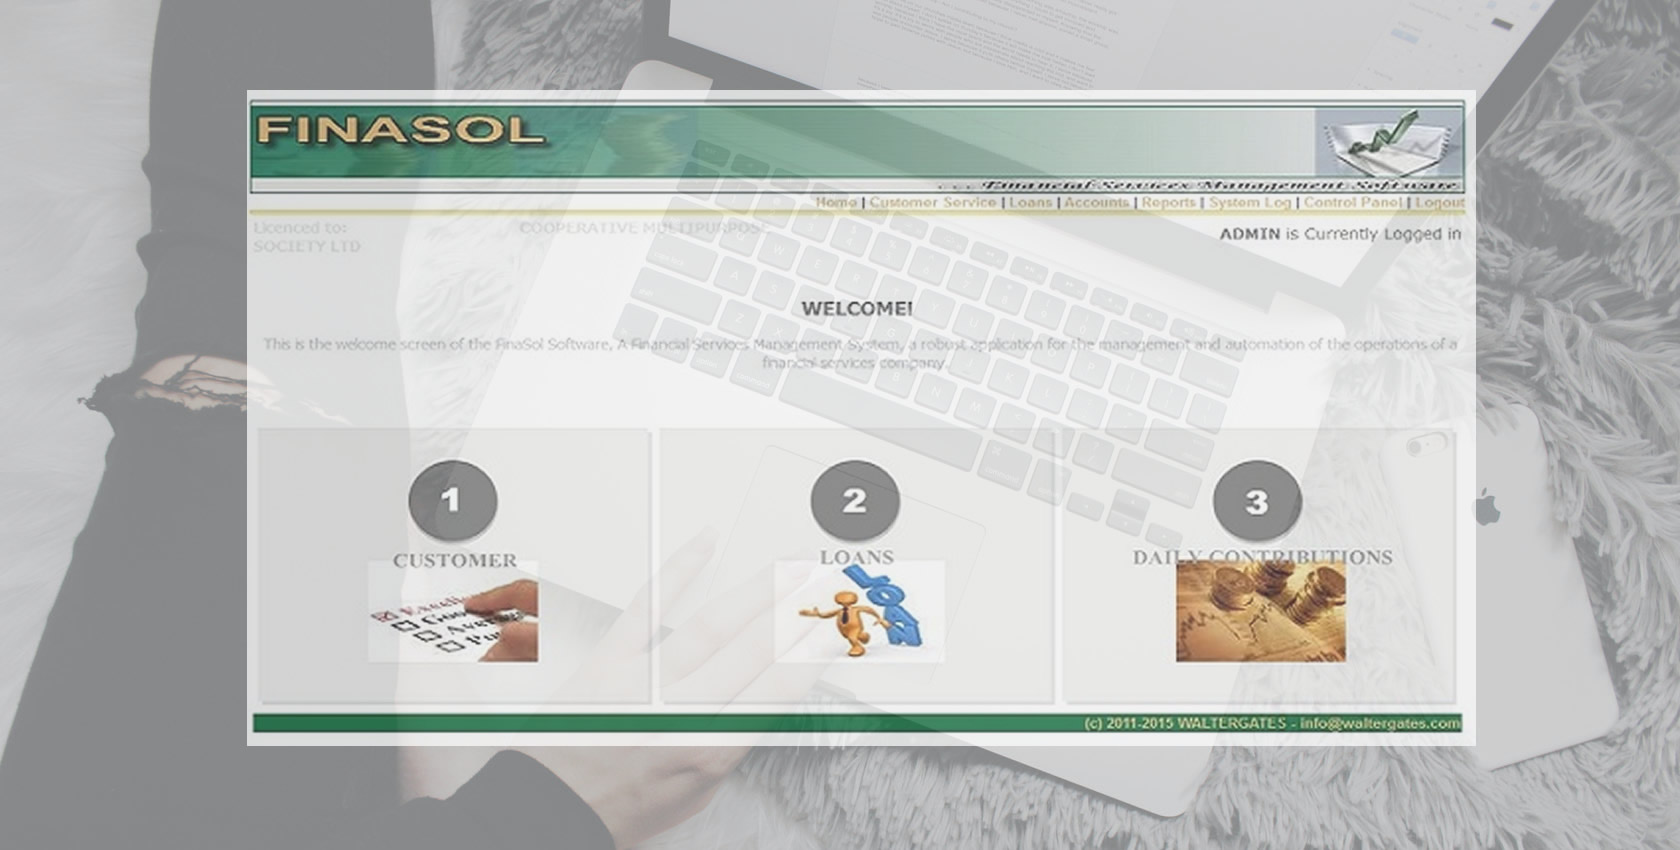 FINASOL
. . . Financial Services Management Software
Home | Customer Service | Loans | Accounts | Reports | System Log | Control Panel | Logout
Licenced to: COOPERATIVE MULTIPURPOSE
SOCIETY LTD
ADMIN is Currently Logged in
WELCOME!
This is the welcome screen of the FinaSol Software, A Financial Services Management System, a robust application for the management and automation of the operations of a
financial services company.
1
2
3
CUSTOMER
LOANS
DAILY CONTRIBUTIONS
LOAN
(c) 2011-2015 WALTERGATES - info@waltergates.com